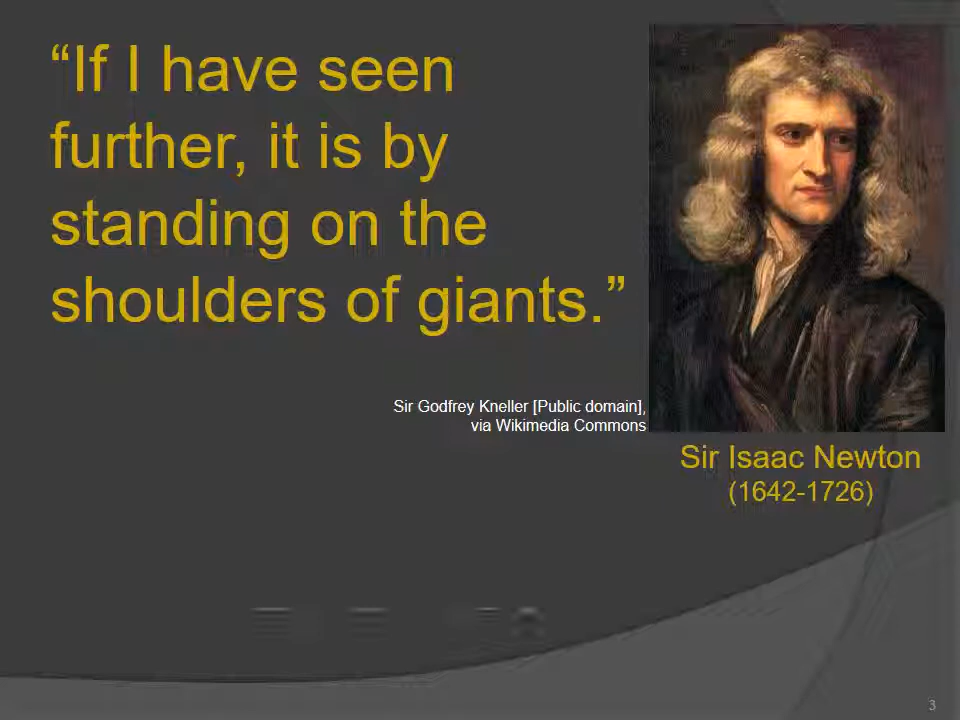 “If I have seen
further, it is by
standing on the
shoulders of giants.”
Sir Godfrey Kneller [Public domain],
via Wikimedia Commons
Sir Isaac Newton
(1642-1726)
3